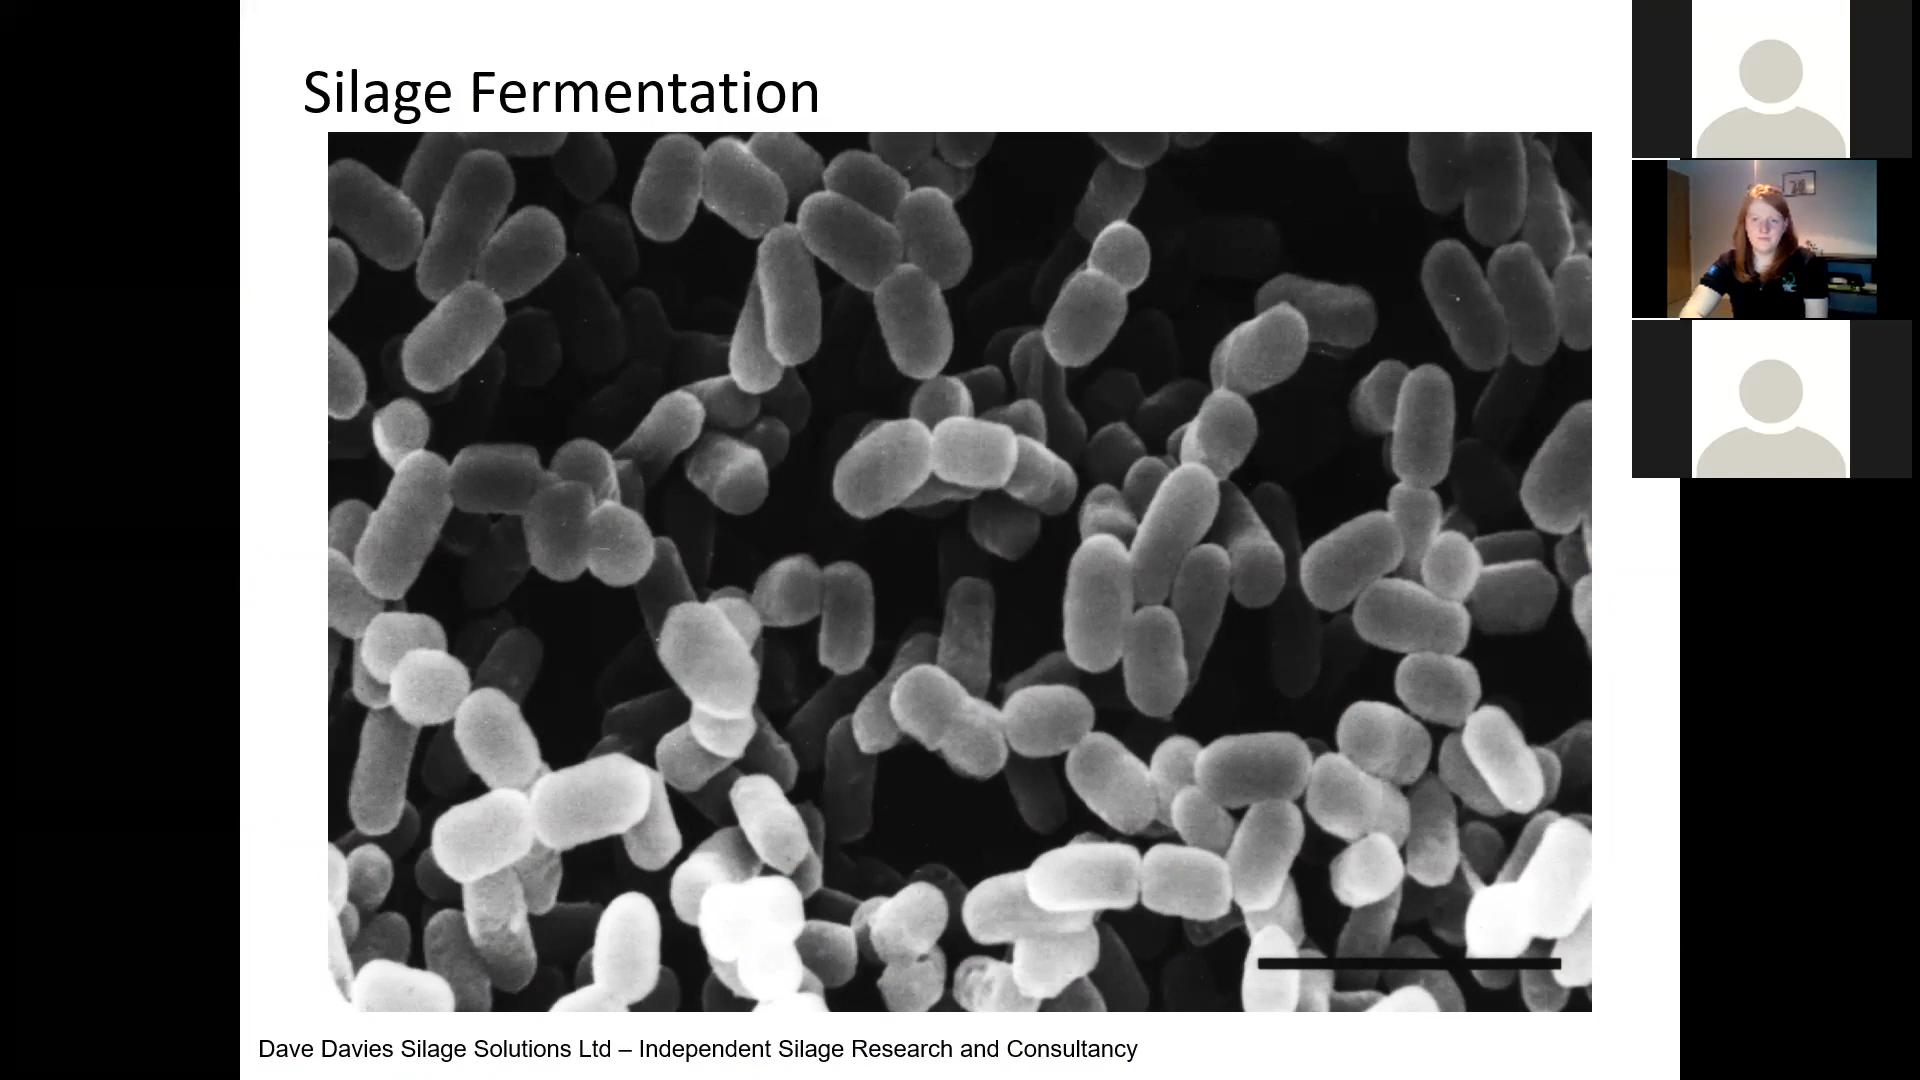 Silage Fermentation
Dave Davies Silage Solutions Ltd – Independent Silage Research and Consultancy